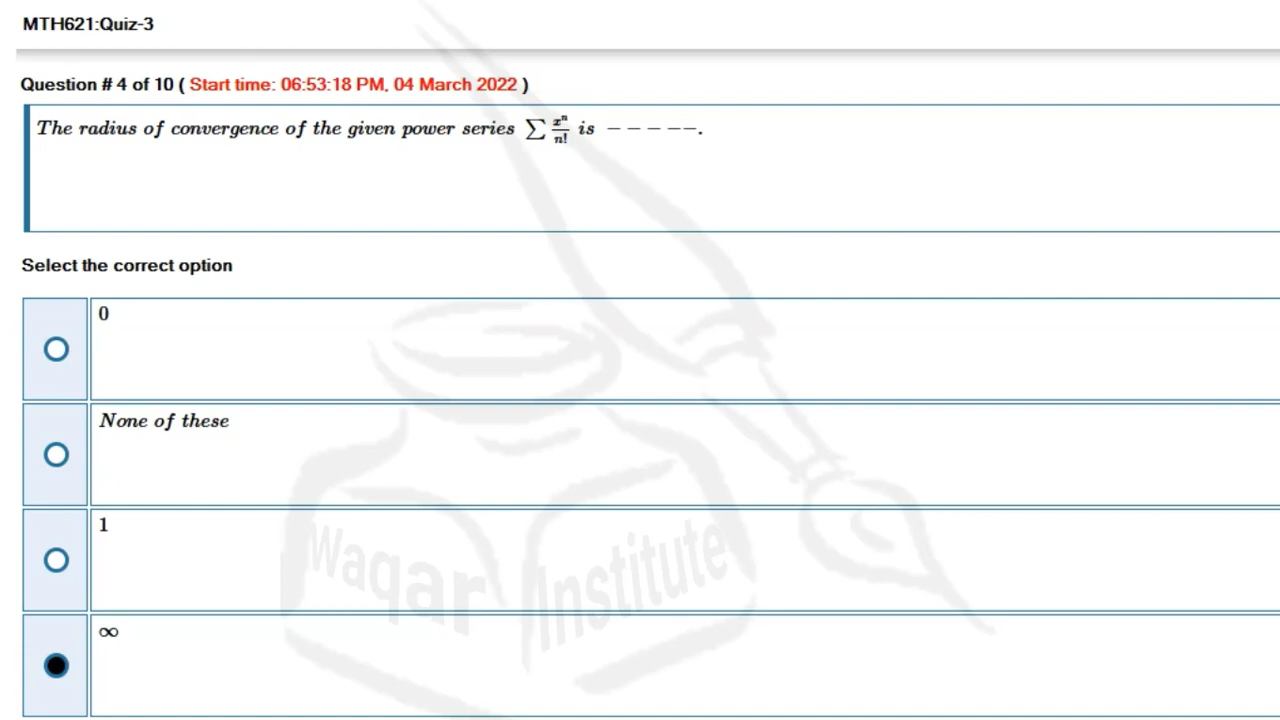 MTH621:Quiz-3
Question # 4 of 10 ( Start time: 06:53:18 PM, 04 March 2022 )
The radius of convergence of the given power series ∑ xⁿ/n! is − − − − −.
Select the correct option
0
None of these
1
∞
Waqar Institute